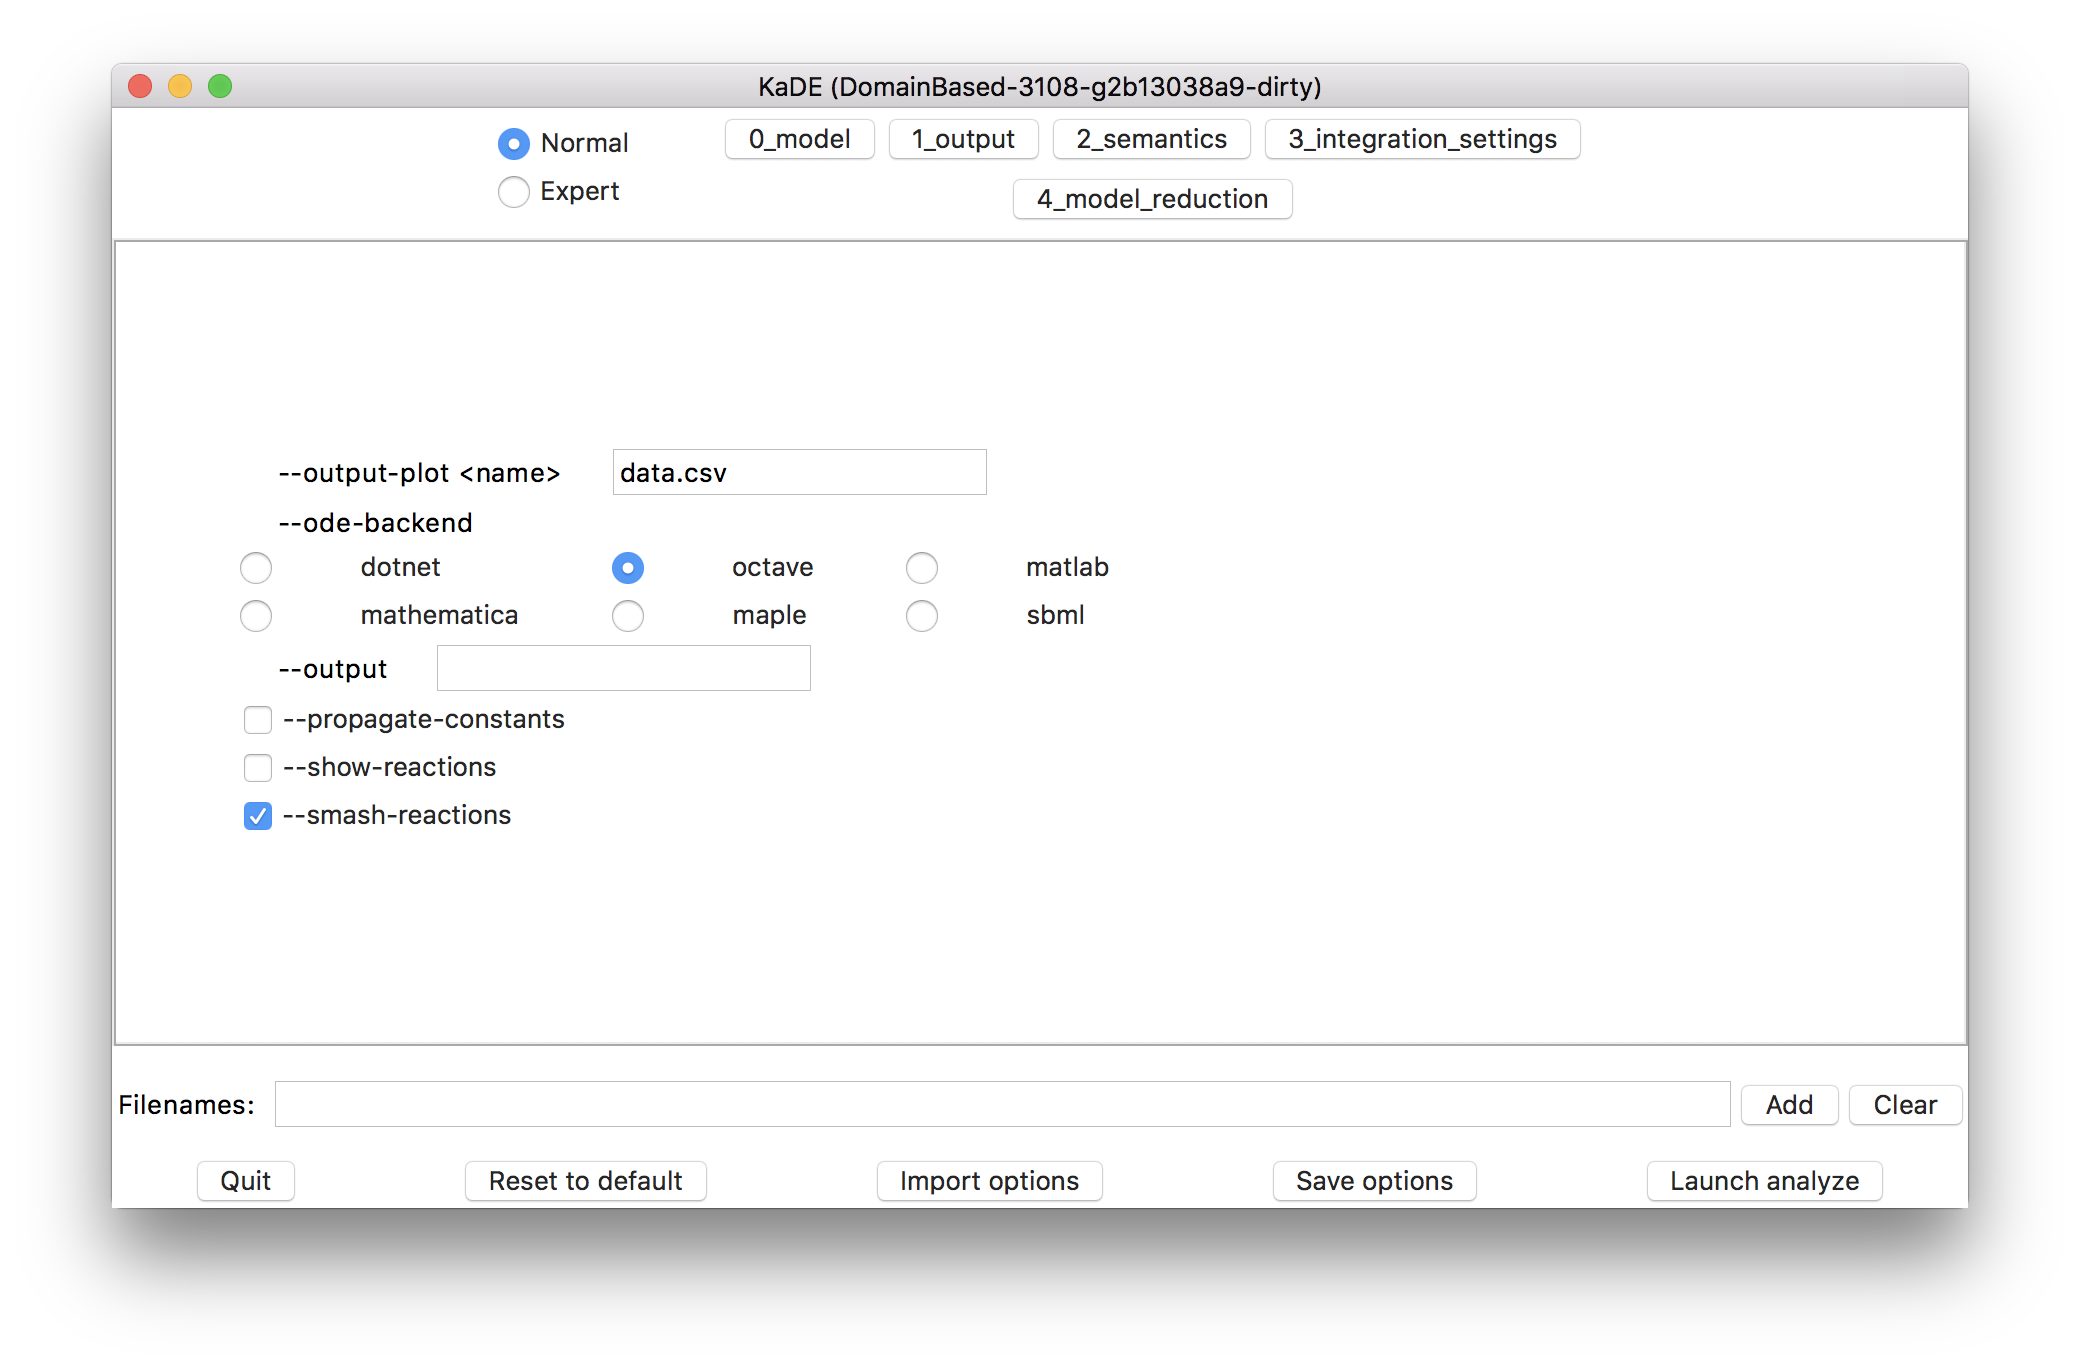 KaDE (DomainBased-3108-g2b13038a9-dirty)
Normal
0_model 1_output 2_semantics 3_integration_settings
Expert
4_model_reduction
--output-plot <name> data.csv
--ode-backend
dotnet octave matlab
mathematica maple sbml
--output
--propagate-constants
--show-reactions
--smash-reactions
Filenames: Add Clear
Quit Reset to default Import options Save options Launch analyze